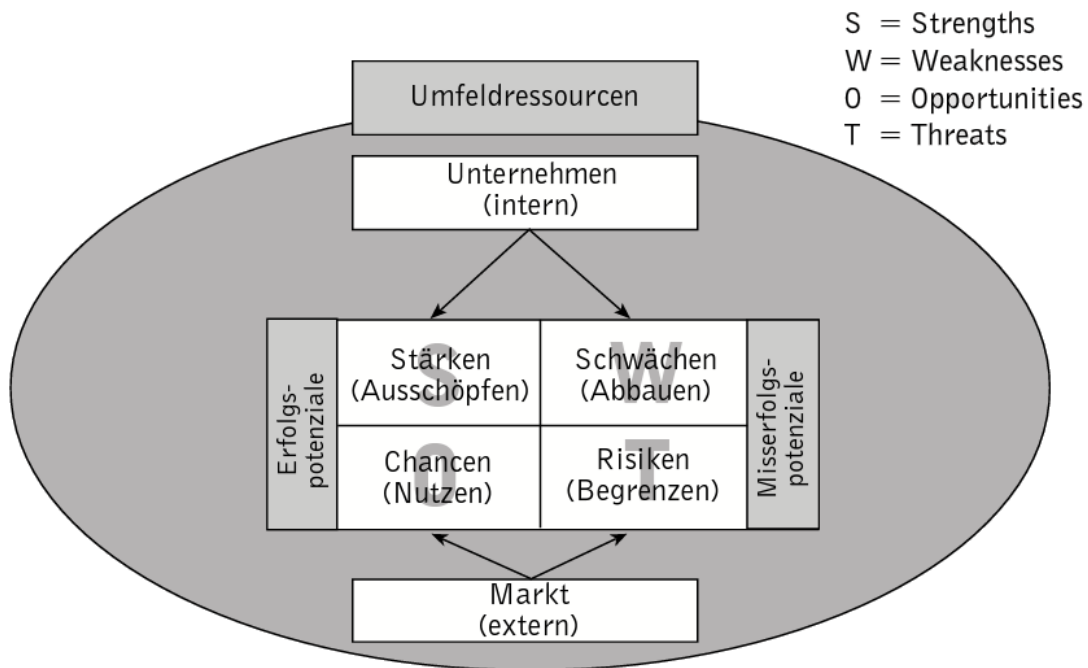 S = Strengths
W = Weaknesses
O = Opportunities
T = Threats
Umfeldressourcen
Unternehmen
(intern)
Erfolgs-
potenziale
S
Stärken
(Ausschöpfen)
W
Schwächen
(Abbauen)
O
Chancen
(Nutzen)
T
Risiken
(Begrenzen)
Misserfolgs-
potenziale
Markt
(extern)